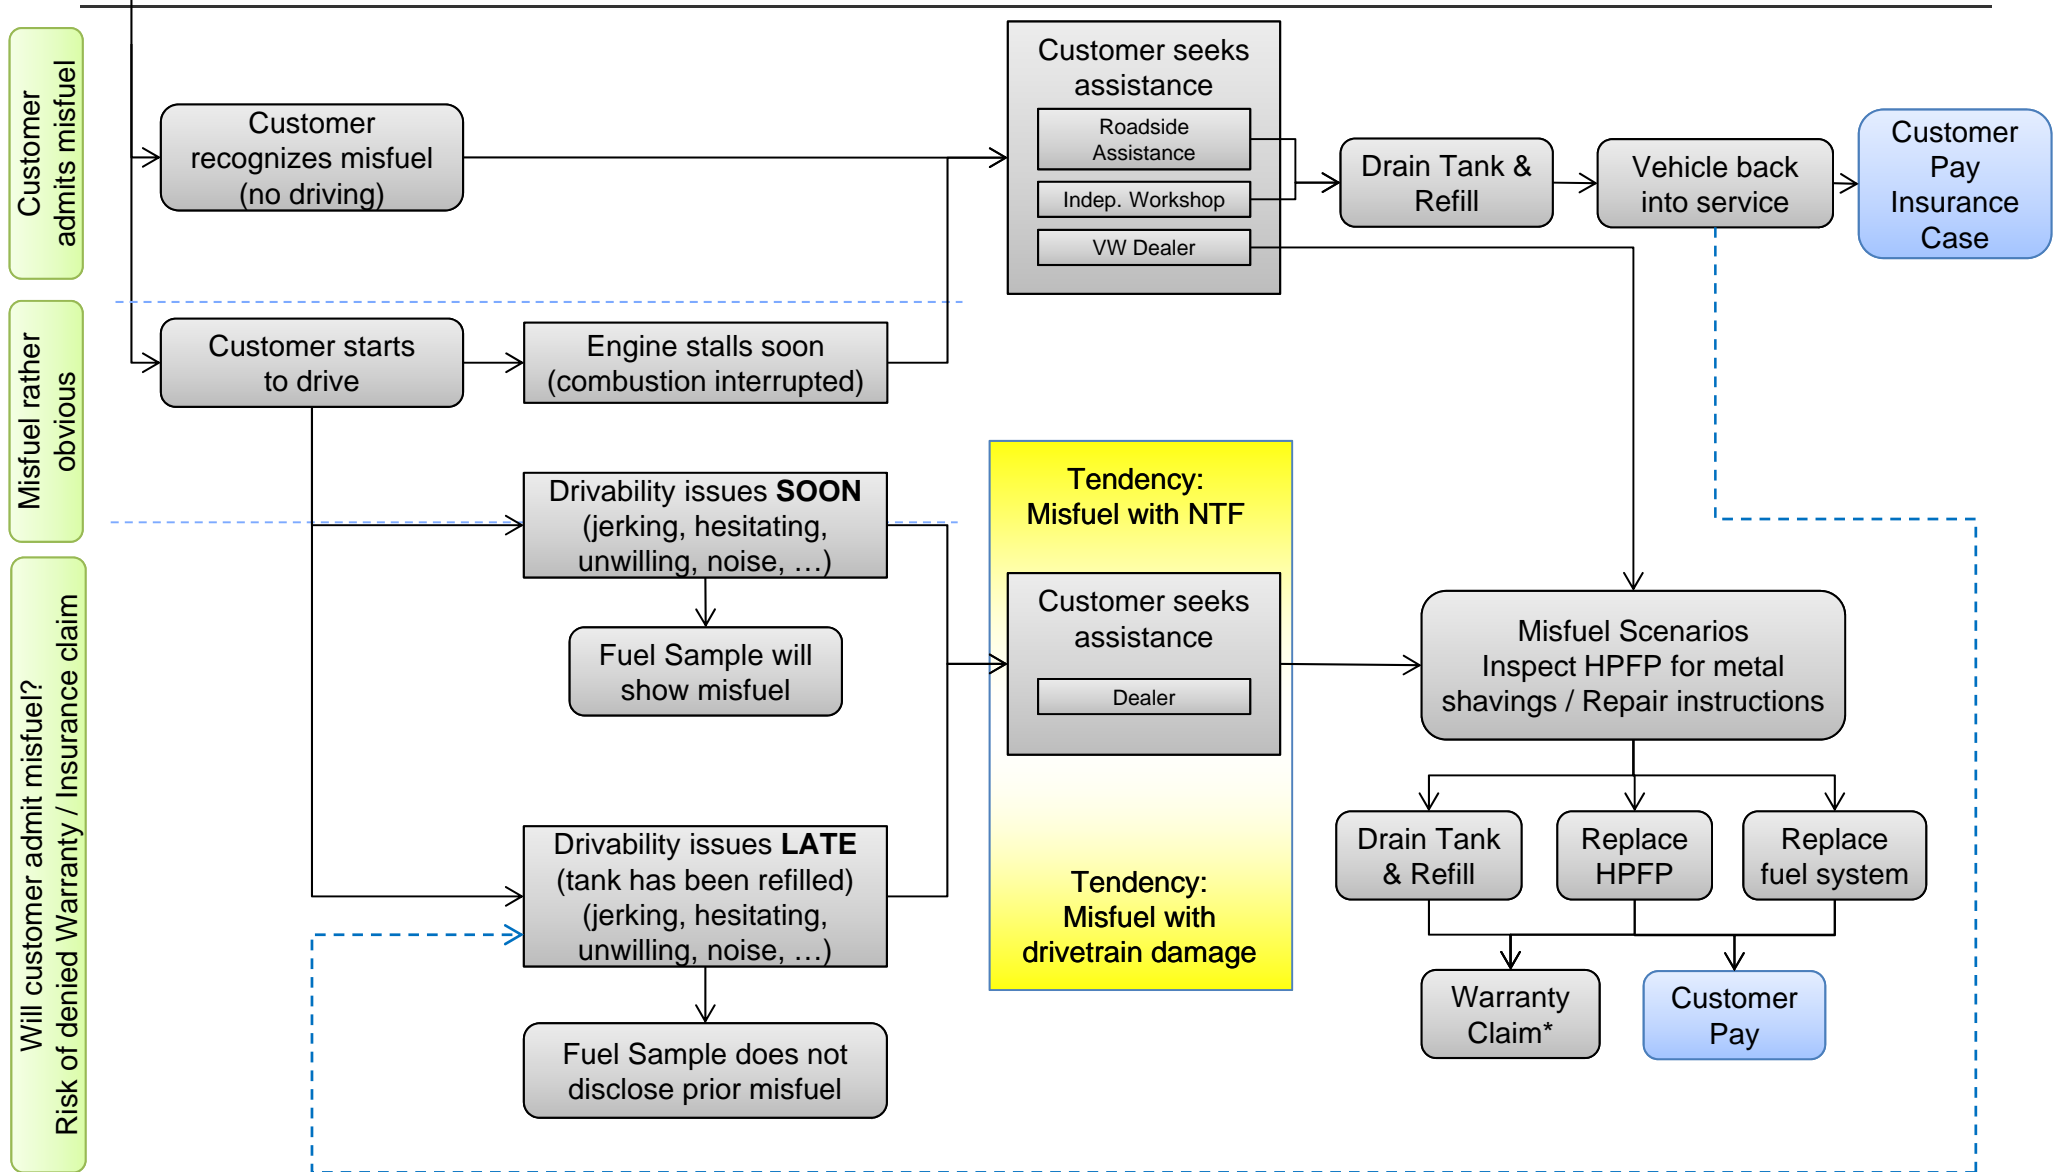 Customer
admits misfuel
Customer
recognizes misfuel
(no driving)
Customer seeks
assistance
Roadside
Assistance
Indep. Workshop
VW Dealer
Drain Tank &
Refill
Vehicle back
into service
Customer
Pay
Insurance
Case
Misfuel rather
obvious
Customer starts
to drive
Engine stalls soon
(combustion interrupted)
Drivability issues SOON
(jerking, hesitating,
unwilling, noise, …)
Fuel Sample will
show misfuel
Tendency:
Misfuel with NTF
Customer seeks
assistance
Dealer
Tendency:
Misfuel with
drivetrain damage
Misfuel Scenarios
Inspect HPFP for metal
shavings / Repair instructions
Will customer admit misfuel?
Risk of denied Warranty / Insurance claim
Drivability issues LATE
(tank has been refilled)
(jerking, hesitating,
unwilling, noise, …)
Fuel Sample does not
disclose prior misfuel
Drain Tank
& Refill
Replace
HPFP
Replace
fuel system
Warranty
Claim*
Customer
Pay